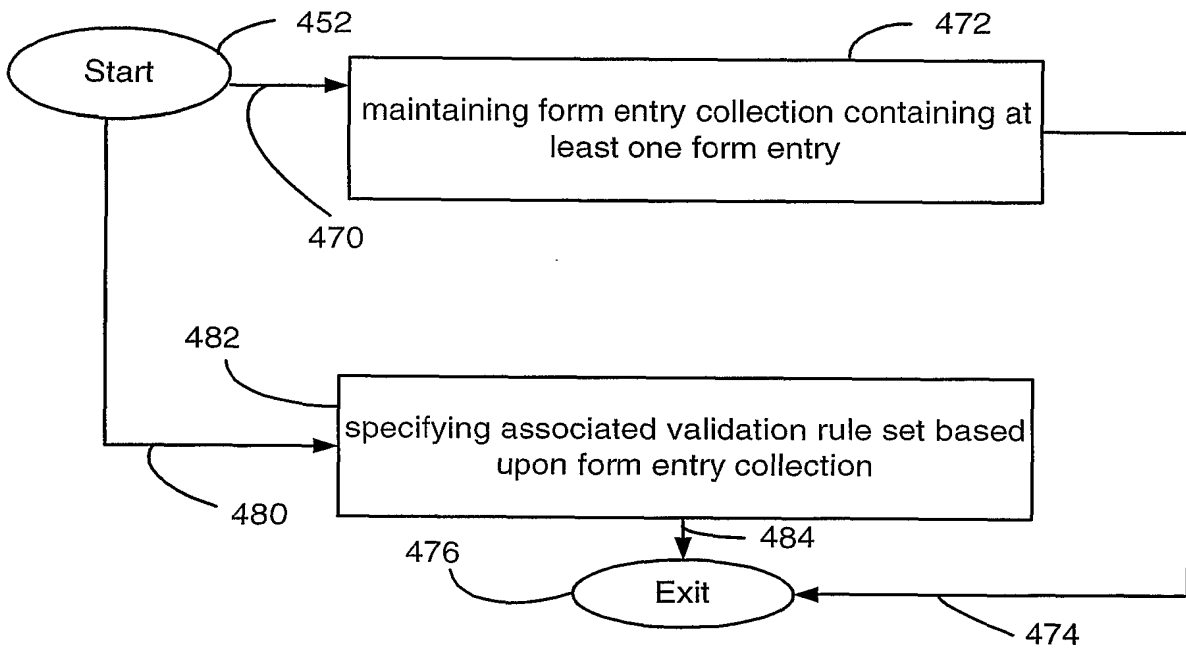 452
472
Start
maintaining form entry collection containing at
least one form entry
470
482
specifying associated validation rule set based
upon form entry collection
480
484
476
Exit
474